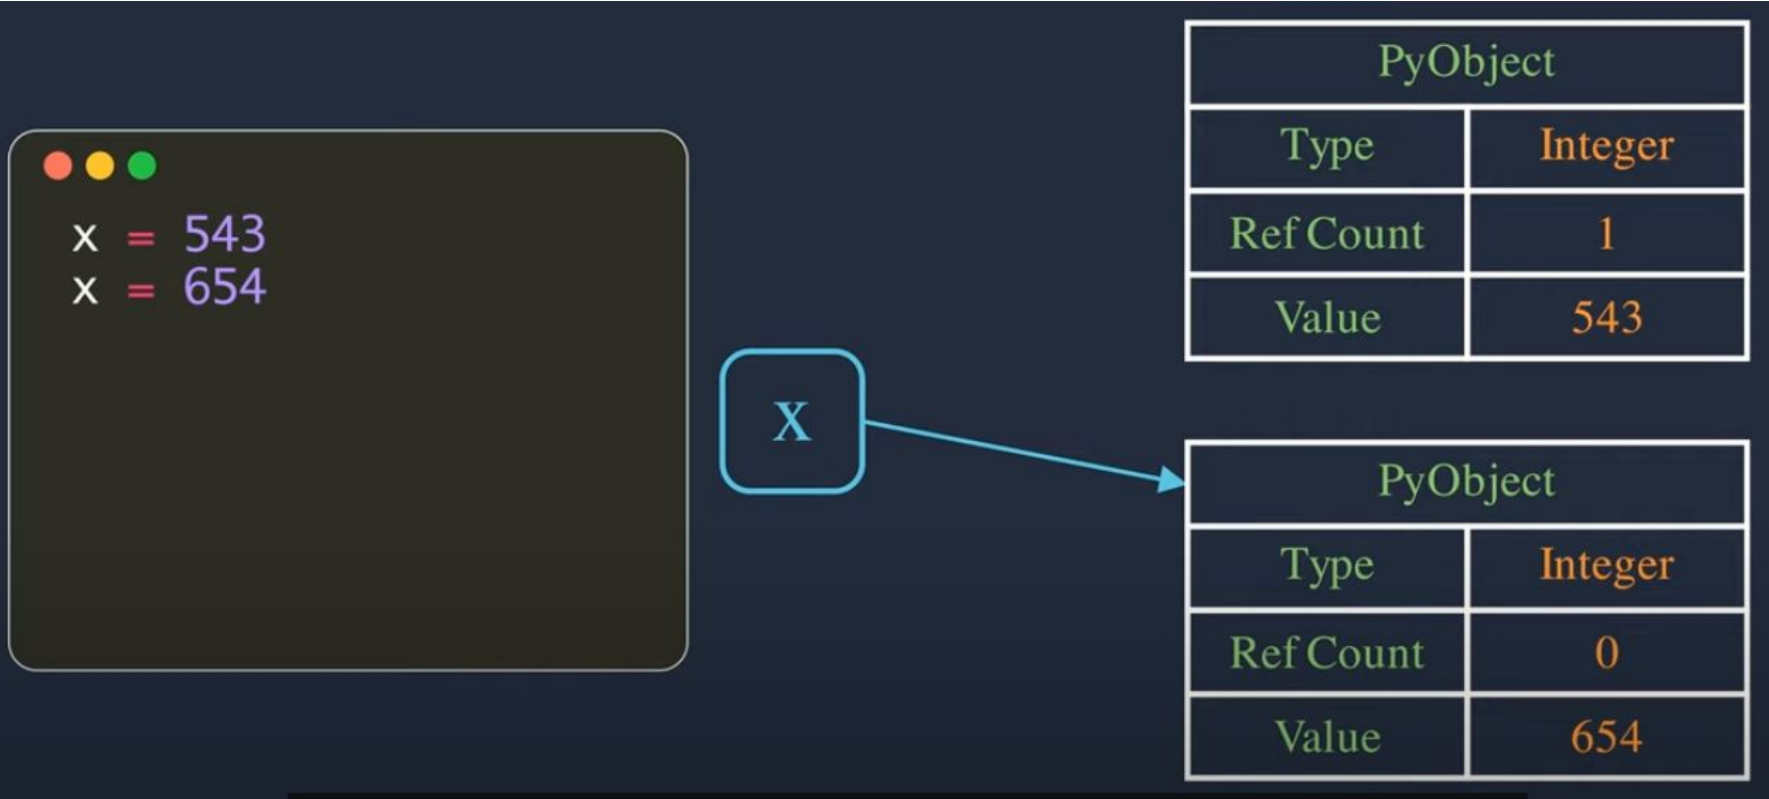 x = 543
x = 654
X
PyObject
Type Integer
Ref Count 1
Value 543
PyObject
Type Integer
Ref Count 0
Value 654